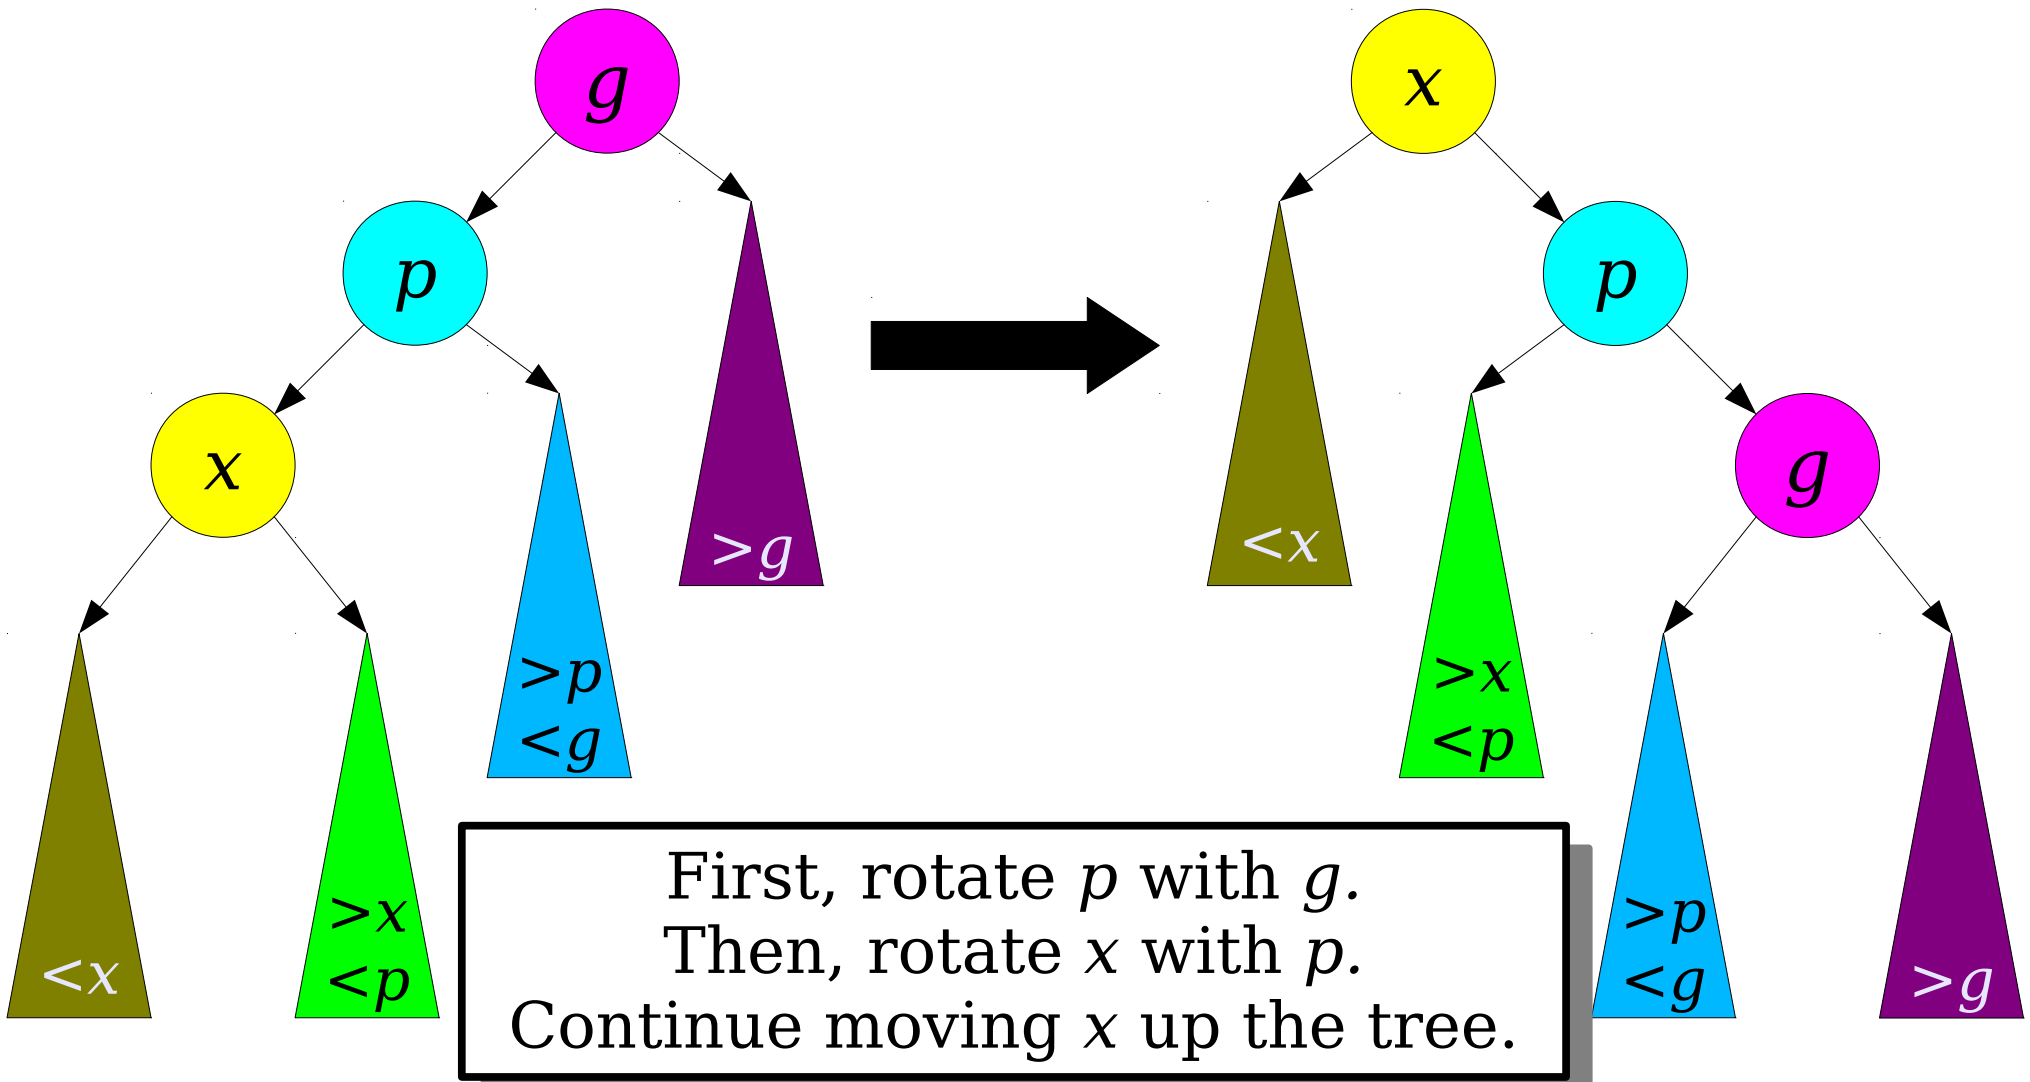 g
p
x
>g
>p
<g
<x
>x
<p
x
p
g
<x
>x
<p
>p
<g
>g
First, rotate p with g.
Then, rotate x with p.
Continue moving x up the tree.